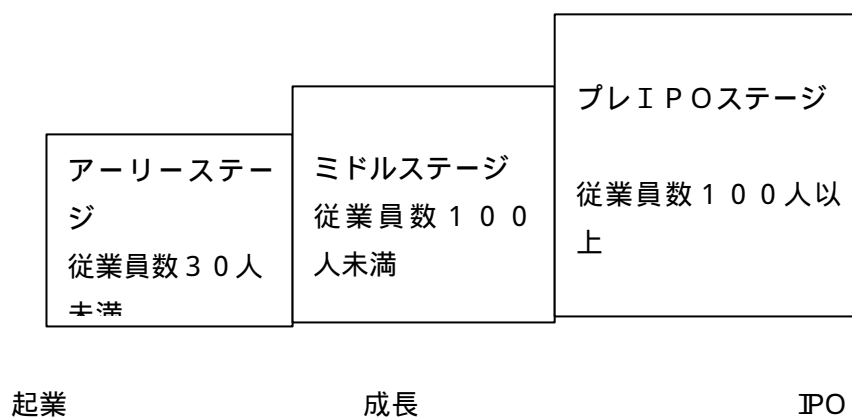 アーリーステー
ジ
従業員数３０人
未満
ミドルステージ
従業員数１００
人未満
プレＩＰＯステージ
従業員数１００人以
上
起業
成長
IPO